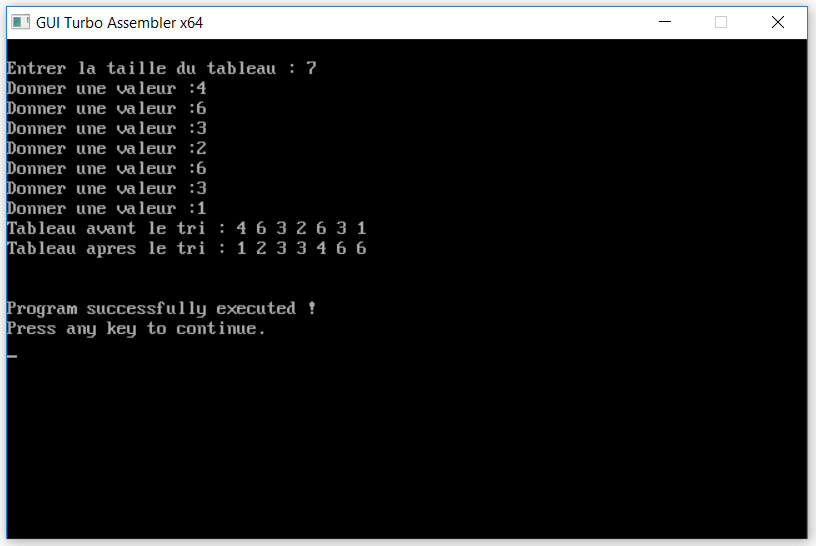 GUI Turbo Assembler x64
Entrer la taille du tableau : 7
Donner une valeur :4
Donner une valeur :6
Donner une valeur :3
Donner une valeur :2
Donner une valeur :6
Donner une valeur :3
Donner une valeur :1
Tableau avant le tri : 4 6 3 2 6 3 1
Tableau apres le tri : 1 2 3 3 4 6 6
Program successfully executed !
Press any key to continue.